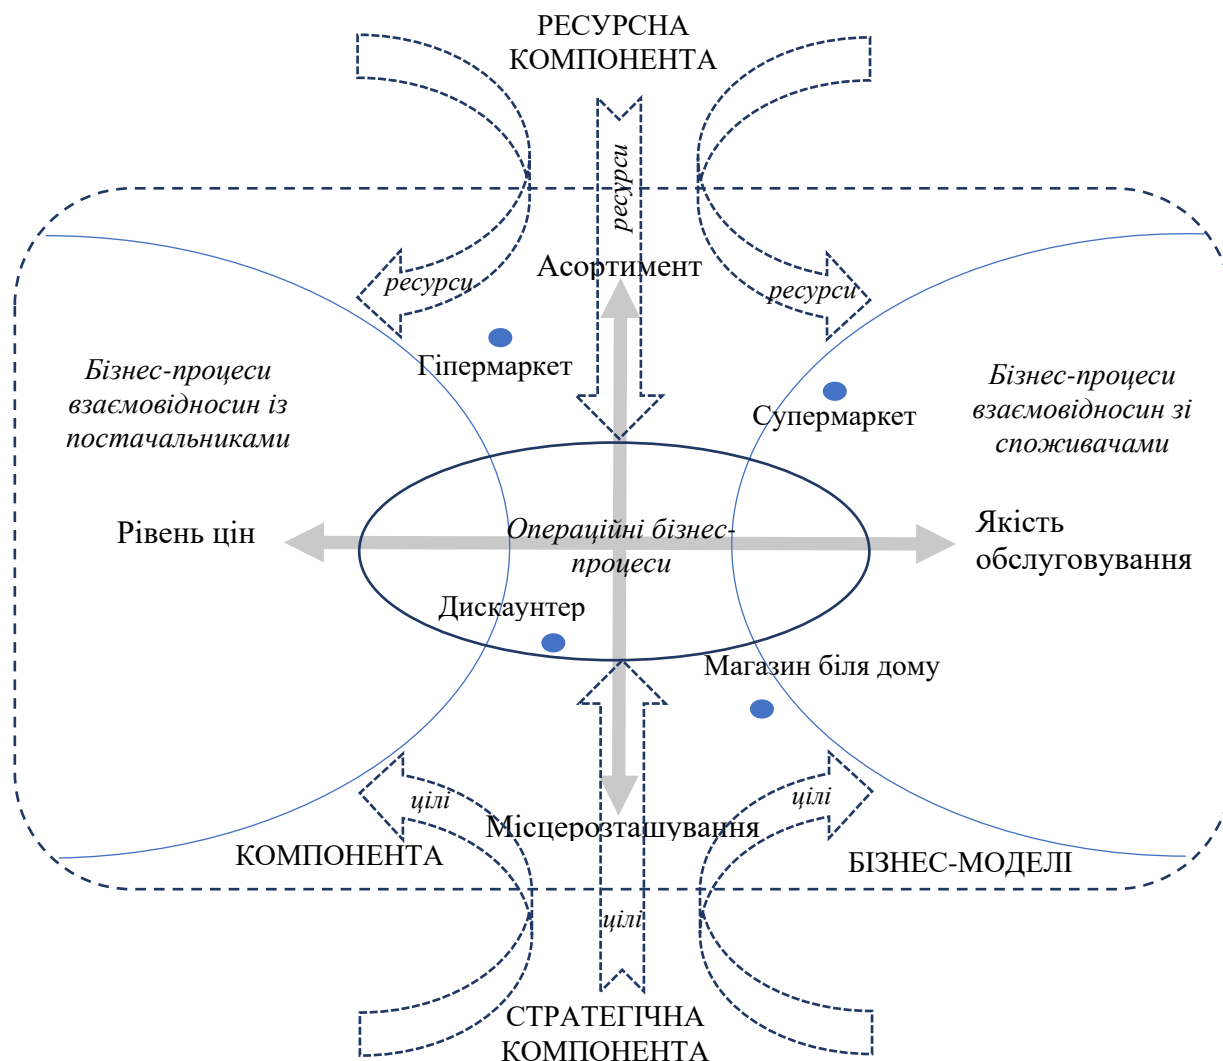 РЕСУРСНА
КОМПОНЕНТА
ресурси
Асортимент
ресурси
ресурси
Гіпермаркет
Бізнес-процеси
взаємовідносин із
постачальниками
Бізнес-процеси
взаємовідносин зі
споживачами
Супермаркет
Рівень цін
Операційні бізнес-
процеси
Якість
обслуговування
Дискаунтер
Магазин біля дому
цілі
цілі
Місцерозташування
КОМПОНЕНТА
БІЗНЕС-МОДЕЛІ
цілі
СТРАТЕГІЧНА
КОМПОНЕНТА